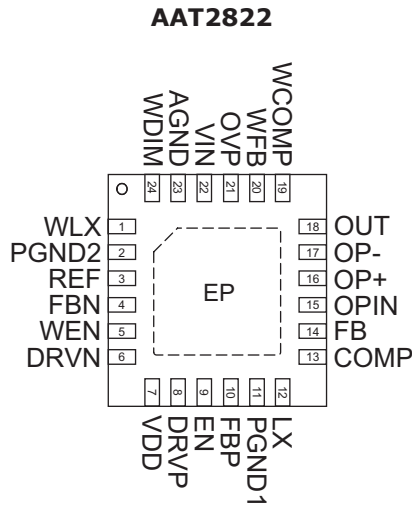 AAT2822
WDIM AGND VIN OVP WFB WCOMP
24 23 22 21 20 19
WLX 1 18 OUT
PGND2 2 17 OP-
REF 3 16 OP+
FBN 4 EP 15 OPIN
WEN 5 14 FB
DRVN 6 13 COMP
7 8 9 10 11 12
VDD DRVP EN FBP PGND1 LX